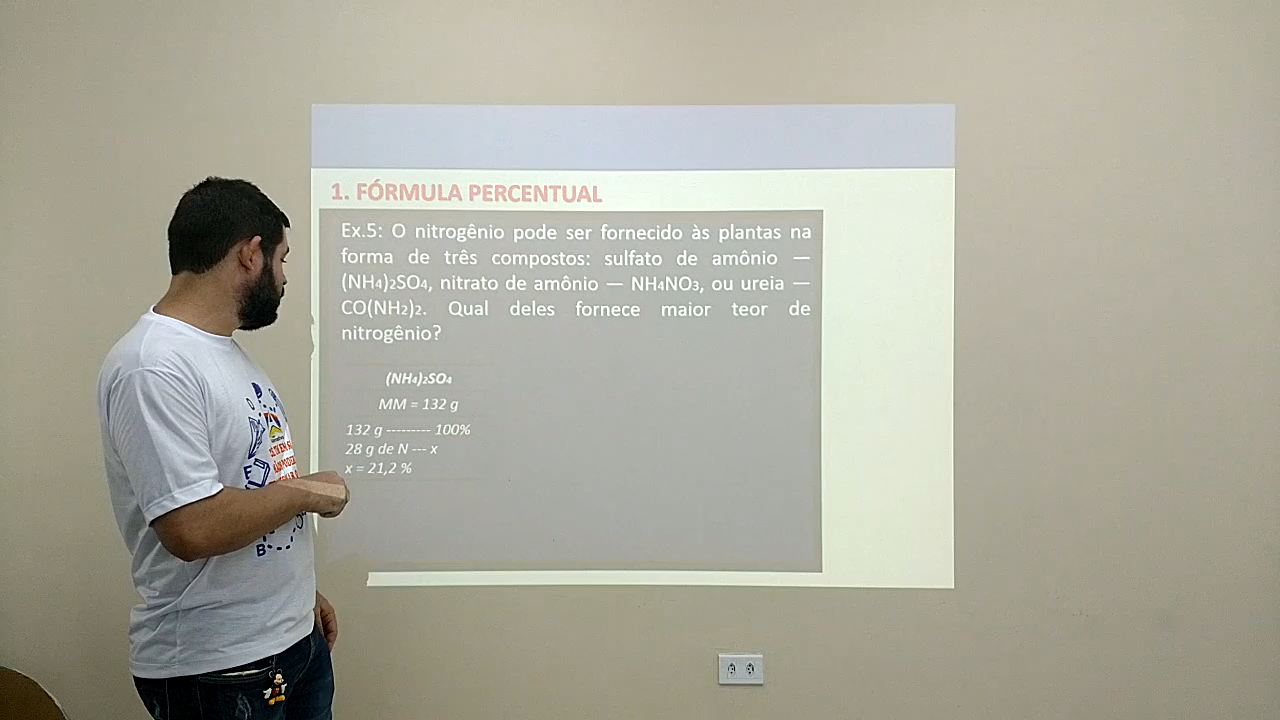 1. FÓRMULA PERCENTUAL
Ex.5: O nitrogênio pode ser fornecido às plantas na
forma de três compostos: sulfato de amônio —
(NH₄)₂SO₄, nitrato de amônio — NH₄NO₃, ou ureia —
CO(NH₂)₂. Qual deles fornece maior teor de
nitrogênio?
(NH₄)₂SO₄
MM = 132 g
132 g --------- 100%
28 g de N --- x
x = 21,2 %